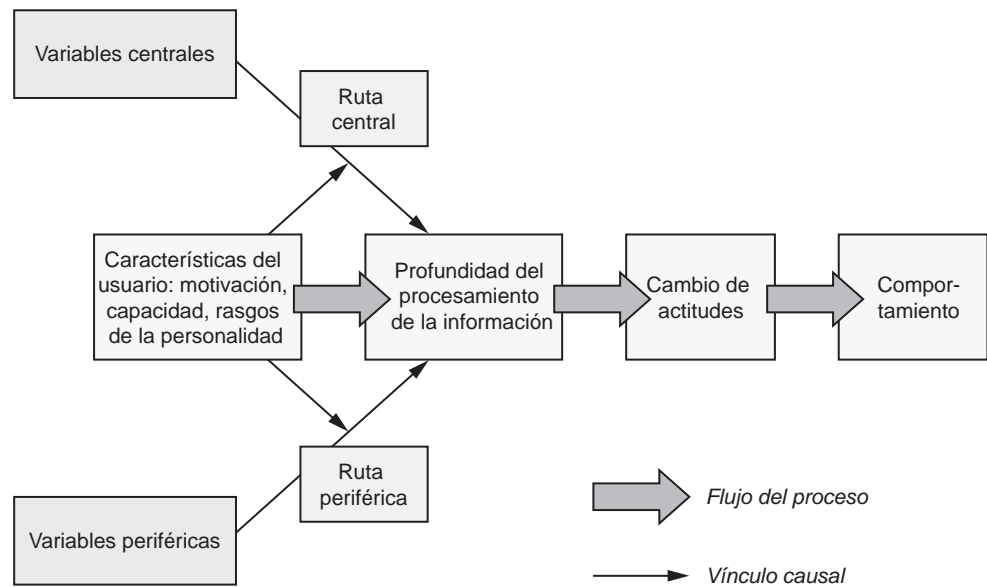 Variables centrales
Ruta
central
Características del
usuario: motivación,
capacidad, rasgos
de la personalidad
Profundidad del
procesamiento
de la información
Cambio de
actitudes
Compor-
tamiento
Ruta
periférica
Variables periféricas
Flujo del proceso
Vínculo causal